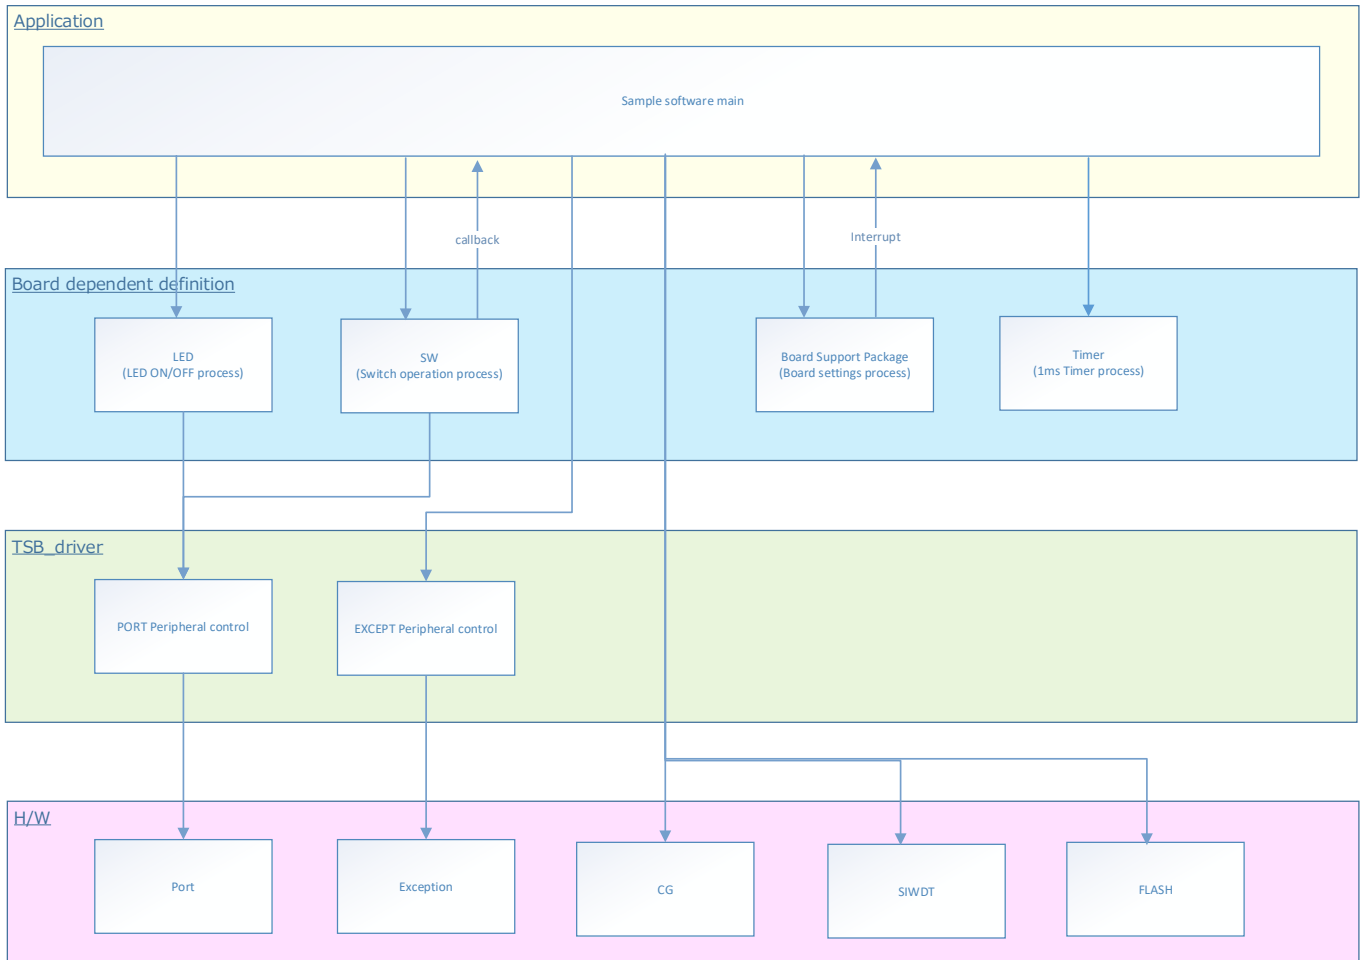 Application
Sample software main
callback
Interrupt
Board dependent definition
LED
(LED ON/OFF process)
SW
(Switch operation process)
Board Support Package
(Board settings process)
Timer
(1ms Timer process)
TSB_driver
PORT Peripheral control
EXCEPT Peripheral control
H/W
Port
Exception
CG
SIWDT
FLASH